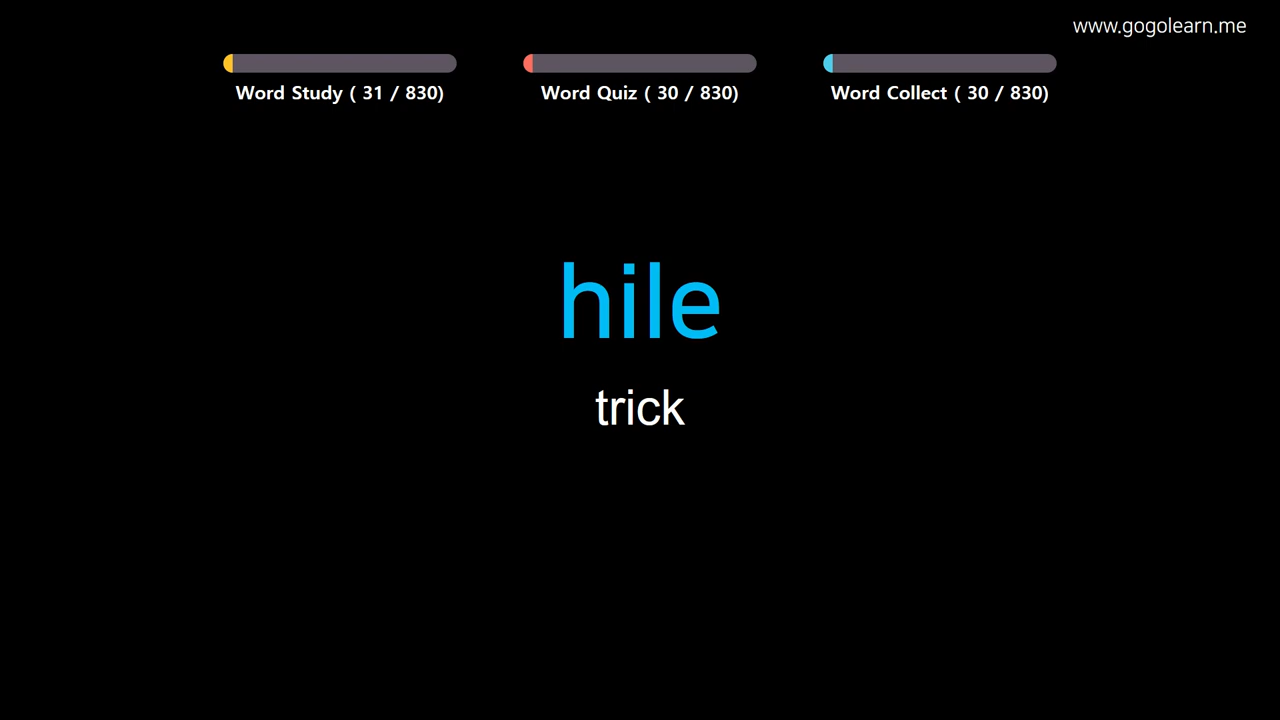 www.gogolearn.me
Word Study ( 31 / 830)
Word Quiz ( 30 / 830)
Word Collect ( 30 / 830)
hile
trick